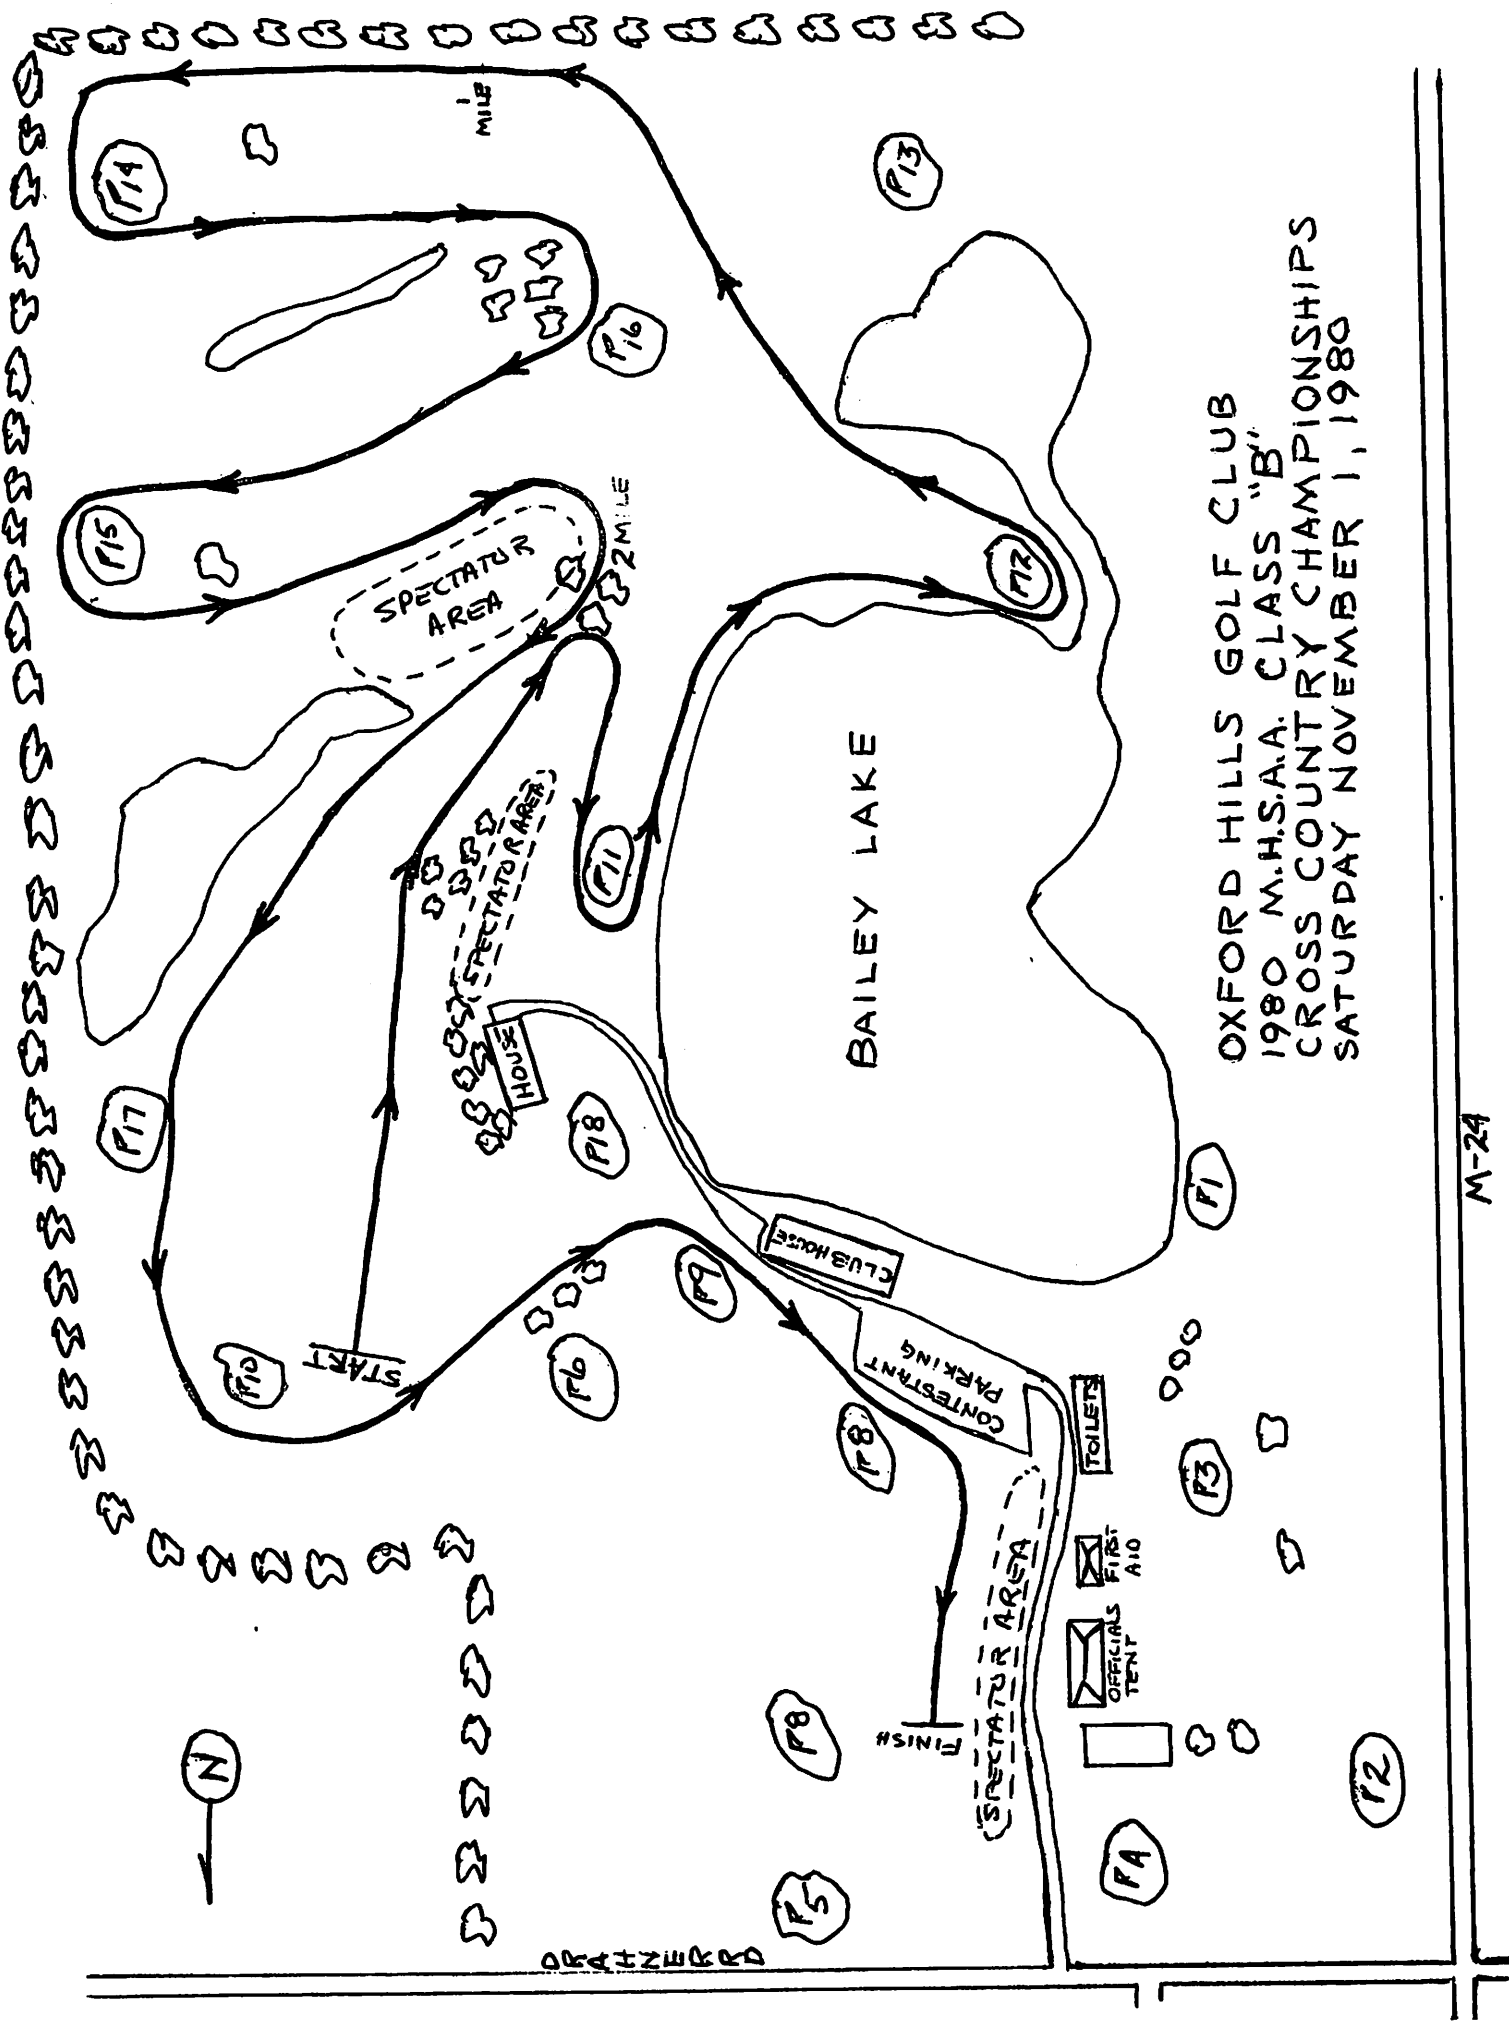 OXFORD HILLS GOLF CLUB
1980 M.H.S.A.A. CLASS "B"
CROSS COUNTRY CHAMPIONSHIPS
SATURDAY NOVEMBER 1, 1980
M-24
DRAHNER RD
N
BAILEY LAKE
1
MILE
2 MILE
SPECTATOR
AREA
SPECTATOR AREA
SPECTATOR AREA
HOUSE
CLUB HOUSE
CONTESTANT
PARKING
TOILETS
FIRST
AID
OFFICIALS
TENT
START
FINISH
P14
P13
P16
P15
P12
P11
P17
P18
P10
P9
P6
P8
P1
P3
P8
P5
PA
P2